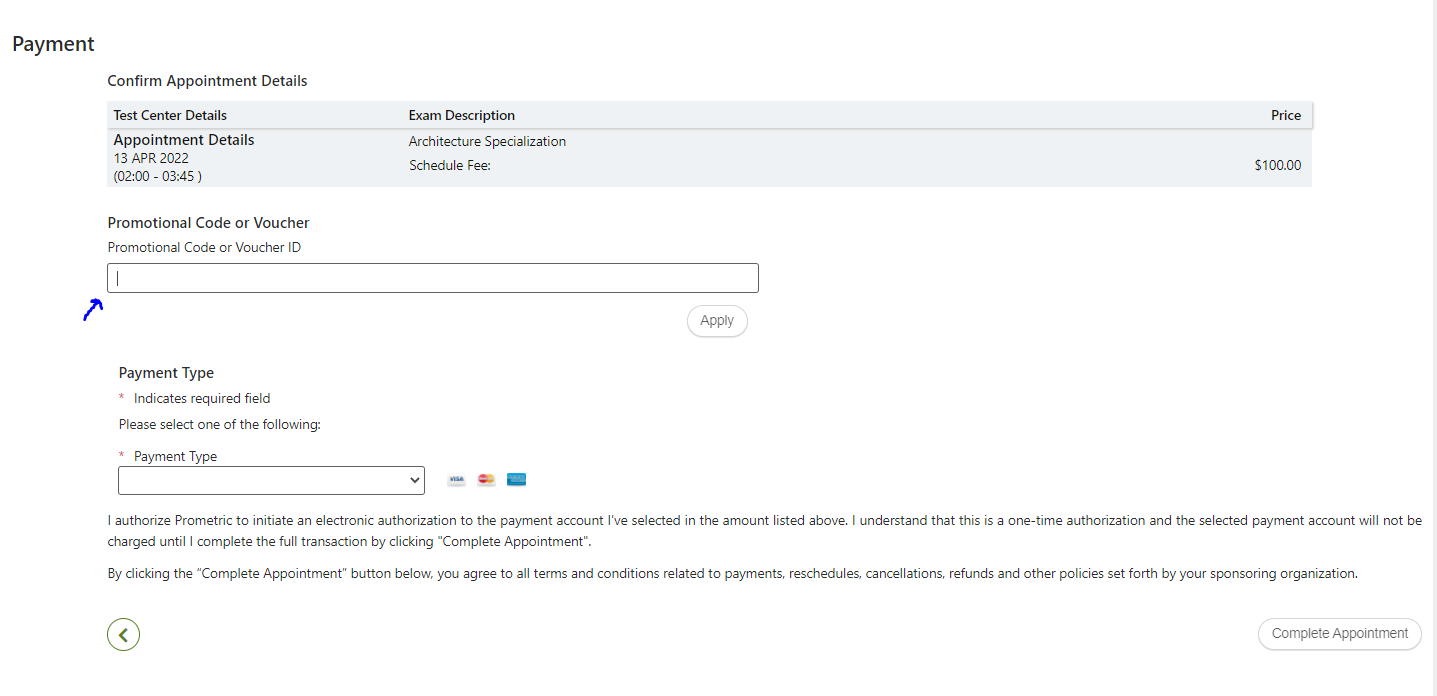 Payment
Confirm Appointment Details
Test Center Details Exam Description Price
Appointment Details Architecture Specialization
13 APR 2022 Schedule Fee: $100.00
(02:00 - 03:45 )
Promotional Code or Voucher
Promotional Code or Voucher ID
Apply
Payment Type
* Indicates required field
Please select one of the following:
* Payment Type
VISA
I authorize Prometric to initiate an electronic authorization to the payment account I've selected in the amount listed above. I understand that this is a one-time authorization and the selected payment account will not be
charged until I complete the full transaction by clicking "Complete Appointment".
By clicking the “Complete Appointment” button below, you agree to all terms and conditions related to payments, reschedules, cancellations, refunds and other policies set forth by your sponsoring organization.
Complete Appointment